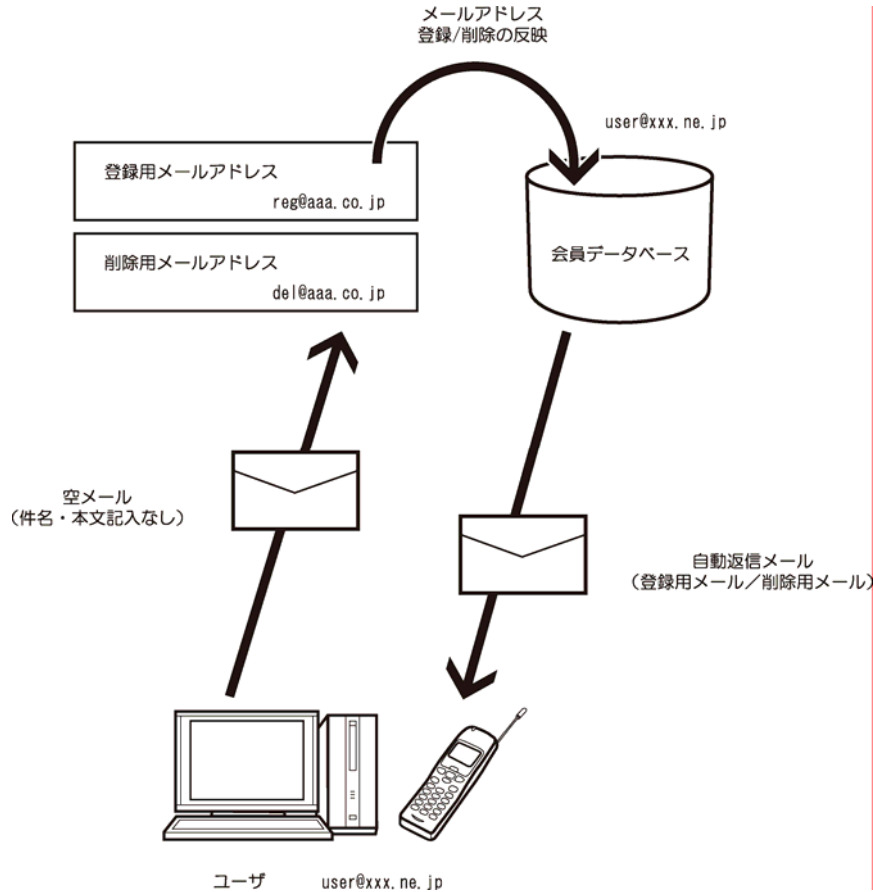 メールアドレス
登録/削除の反映
user@xxx.ne.jp
登録用メールアドレス
reg@aaa.co.jp
削除用メールアドレス
del@aaa.co.jp
会員データベース
空メール
（件名・本文記入なし）
自動返信メール
（登録用メール／削除用メール）
ユーザ user@xxx.ne.jp